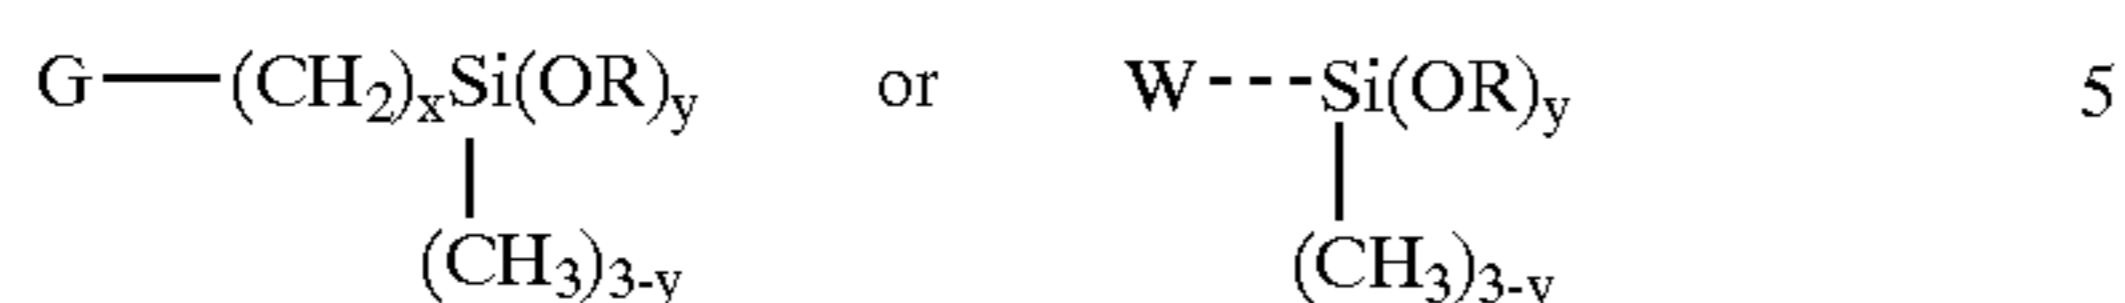 G—(CH₂)ₓSi(OR)y or W---Si(OR)y 5
(CH₃)₃₋y (CH₃)₃₋y